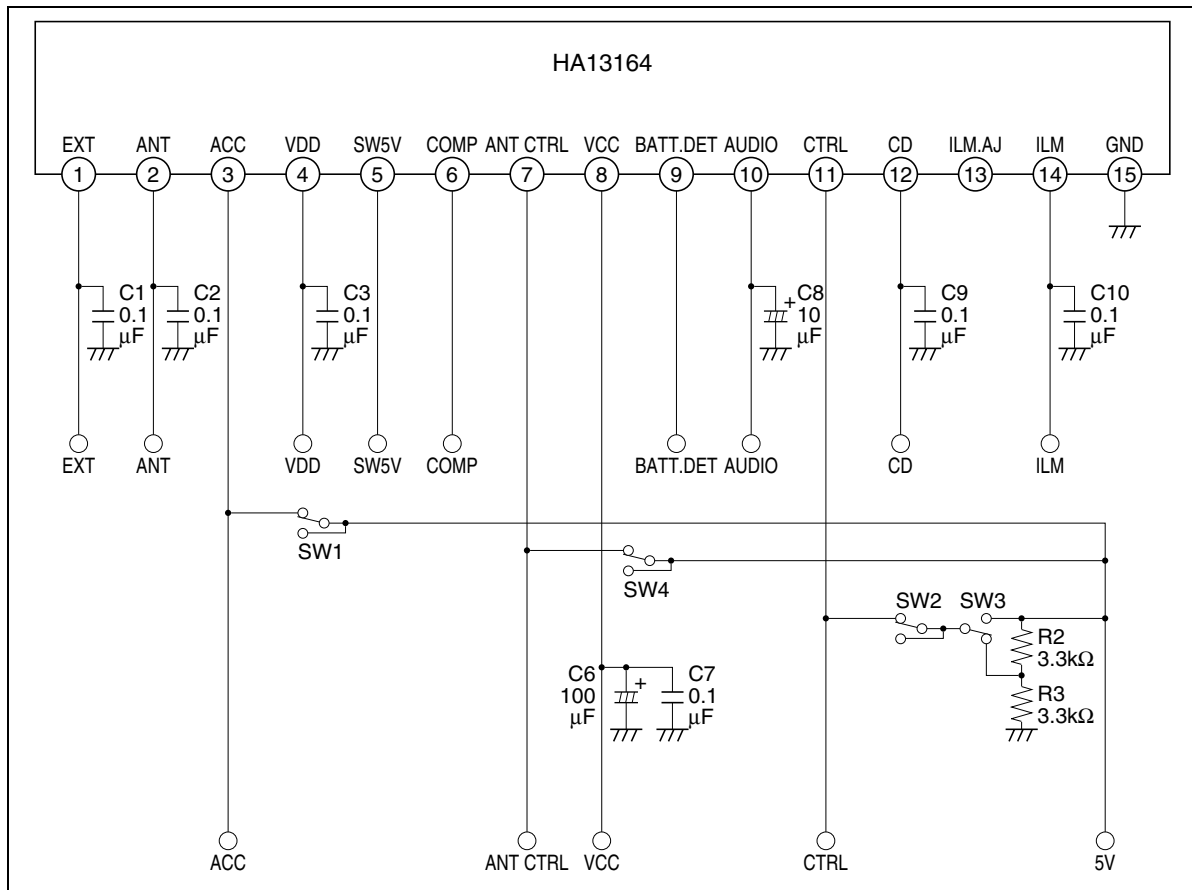 HA13164
EXT ANT ACC VDD SW5V COMP ANT CTRL VCC BATT.DET AUDIO CTRL CD ILM.AJ ILM GND
1 2 3 4 5 6 7 8 9 10 11 12 13 14 15
C1
0.1
μF
C2
0.1
μF
C3
0.1
μF
+
C8
10
μF
C9
0.1
μF
C10
0.1
μF
EXT ANT VDD SW5V COMP BATT.DET AUDIO CD ILM
SW1
SW4
SW2 SW3
R2
3.3kΩ
R3
3.3kΩ
C6
100
μF
+
C7
0.1
μF
ACC ANT CTRL VCC CTRL 5V